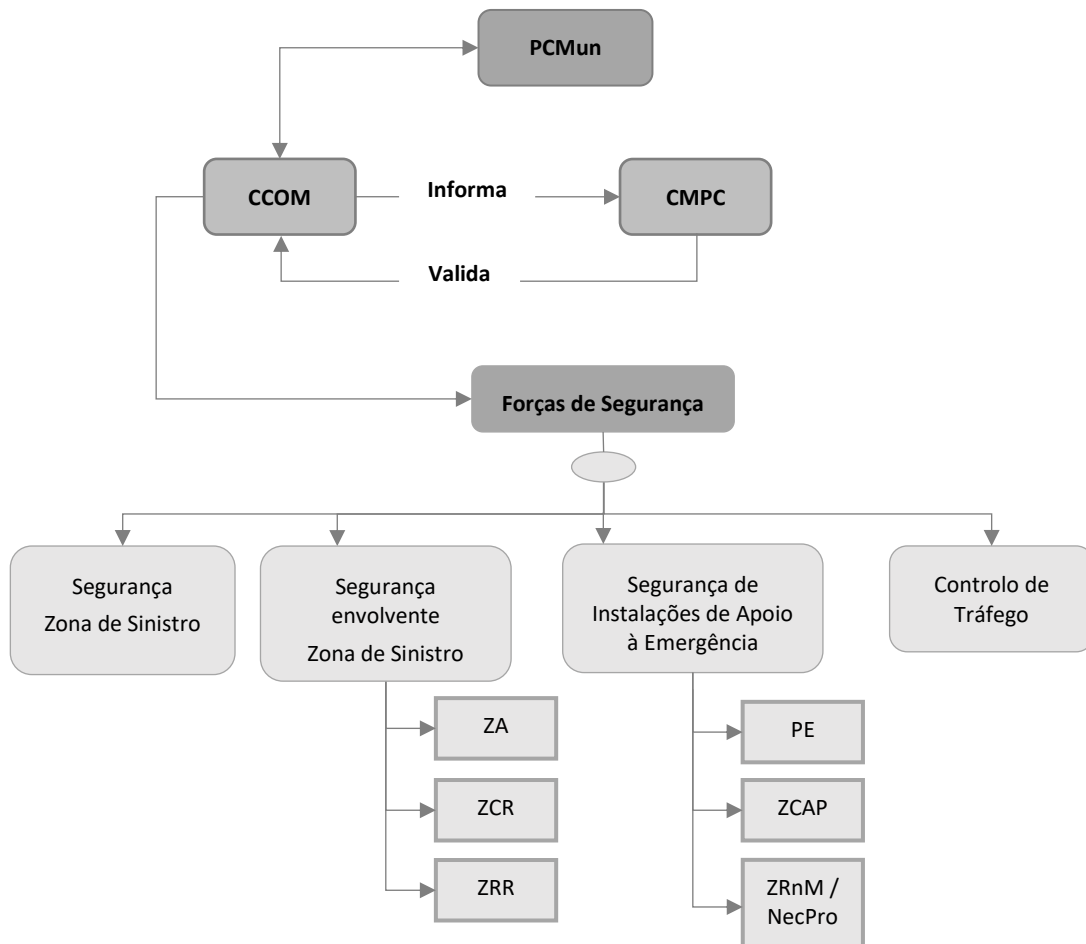 PCMun
CCOM
Informa
CMPC
Valida
Forças de Segurança
Segurança
Zona de Sinistro
Segurança
envolvente
Zona de Sinistro
Segurança de
Instalações de Apoio
à Emergência
Controlo de
Tráfego
ZA
ZCR
ZRR
PE
ZCAP
ZRnM /
NecPro